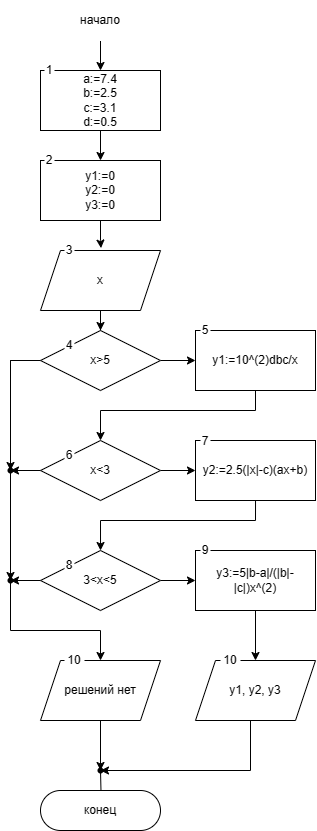 начало
1
a:=7.4
b:=2.5
c:=3.1
d:=0.5
2
y1:=0
y2:=0
y3:=0
3
x
4
x>5
5
y1:=10^(2)dbc/x
6
x<3
7
y2:=2.5(|x|-c)(ax+b)
8
3<x<5
9
y3:=5|b-a|/(|b|-
|c|)x^(2)
10
решений нет
10
y1, y2, y3
конец